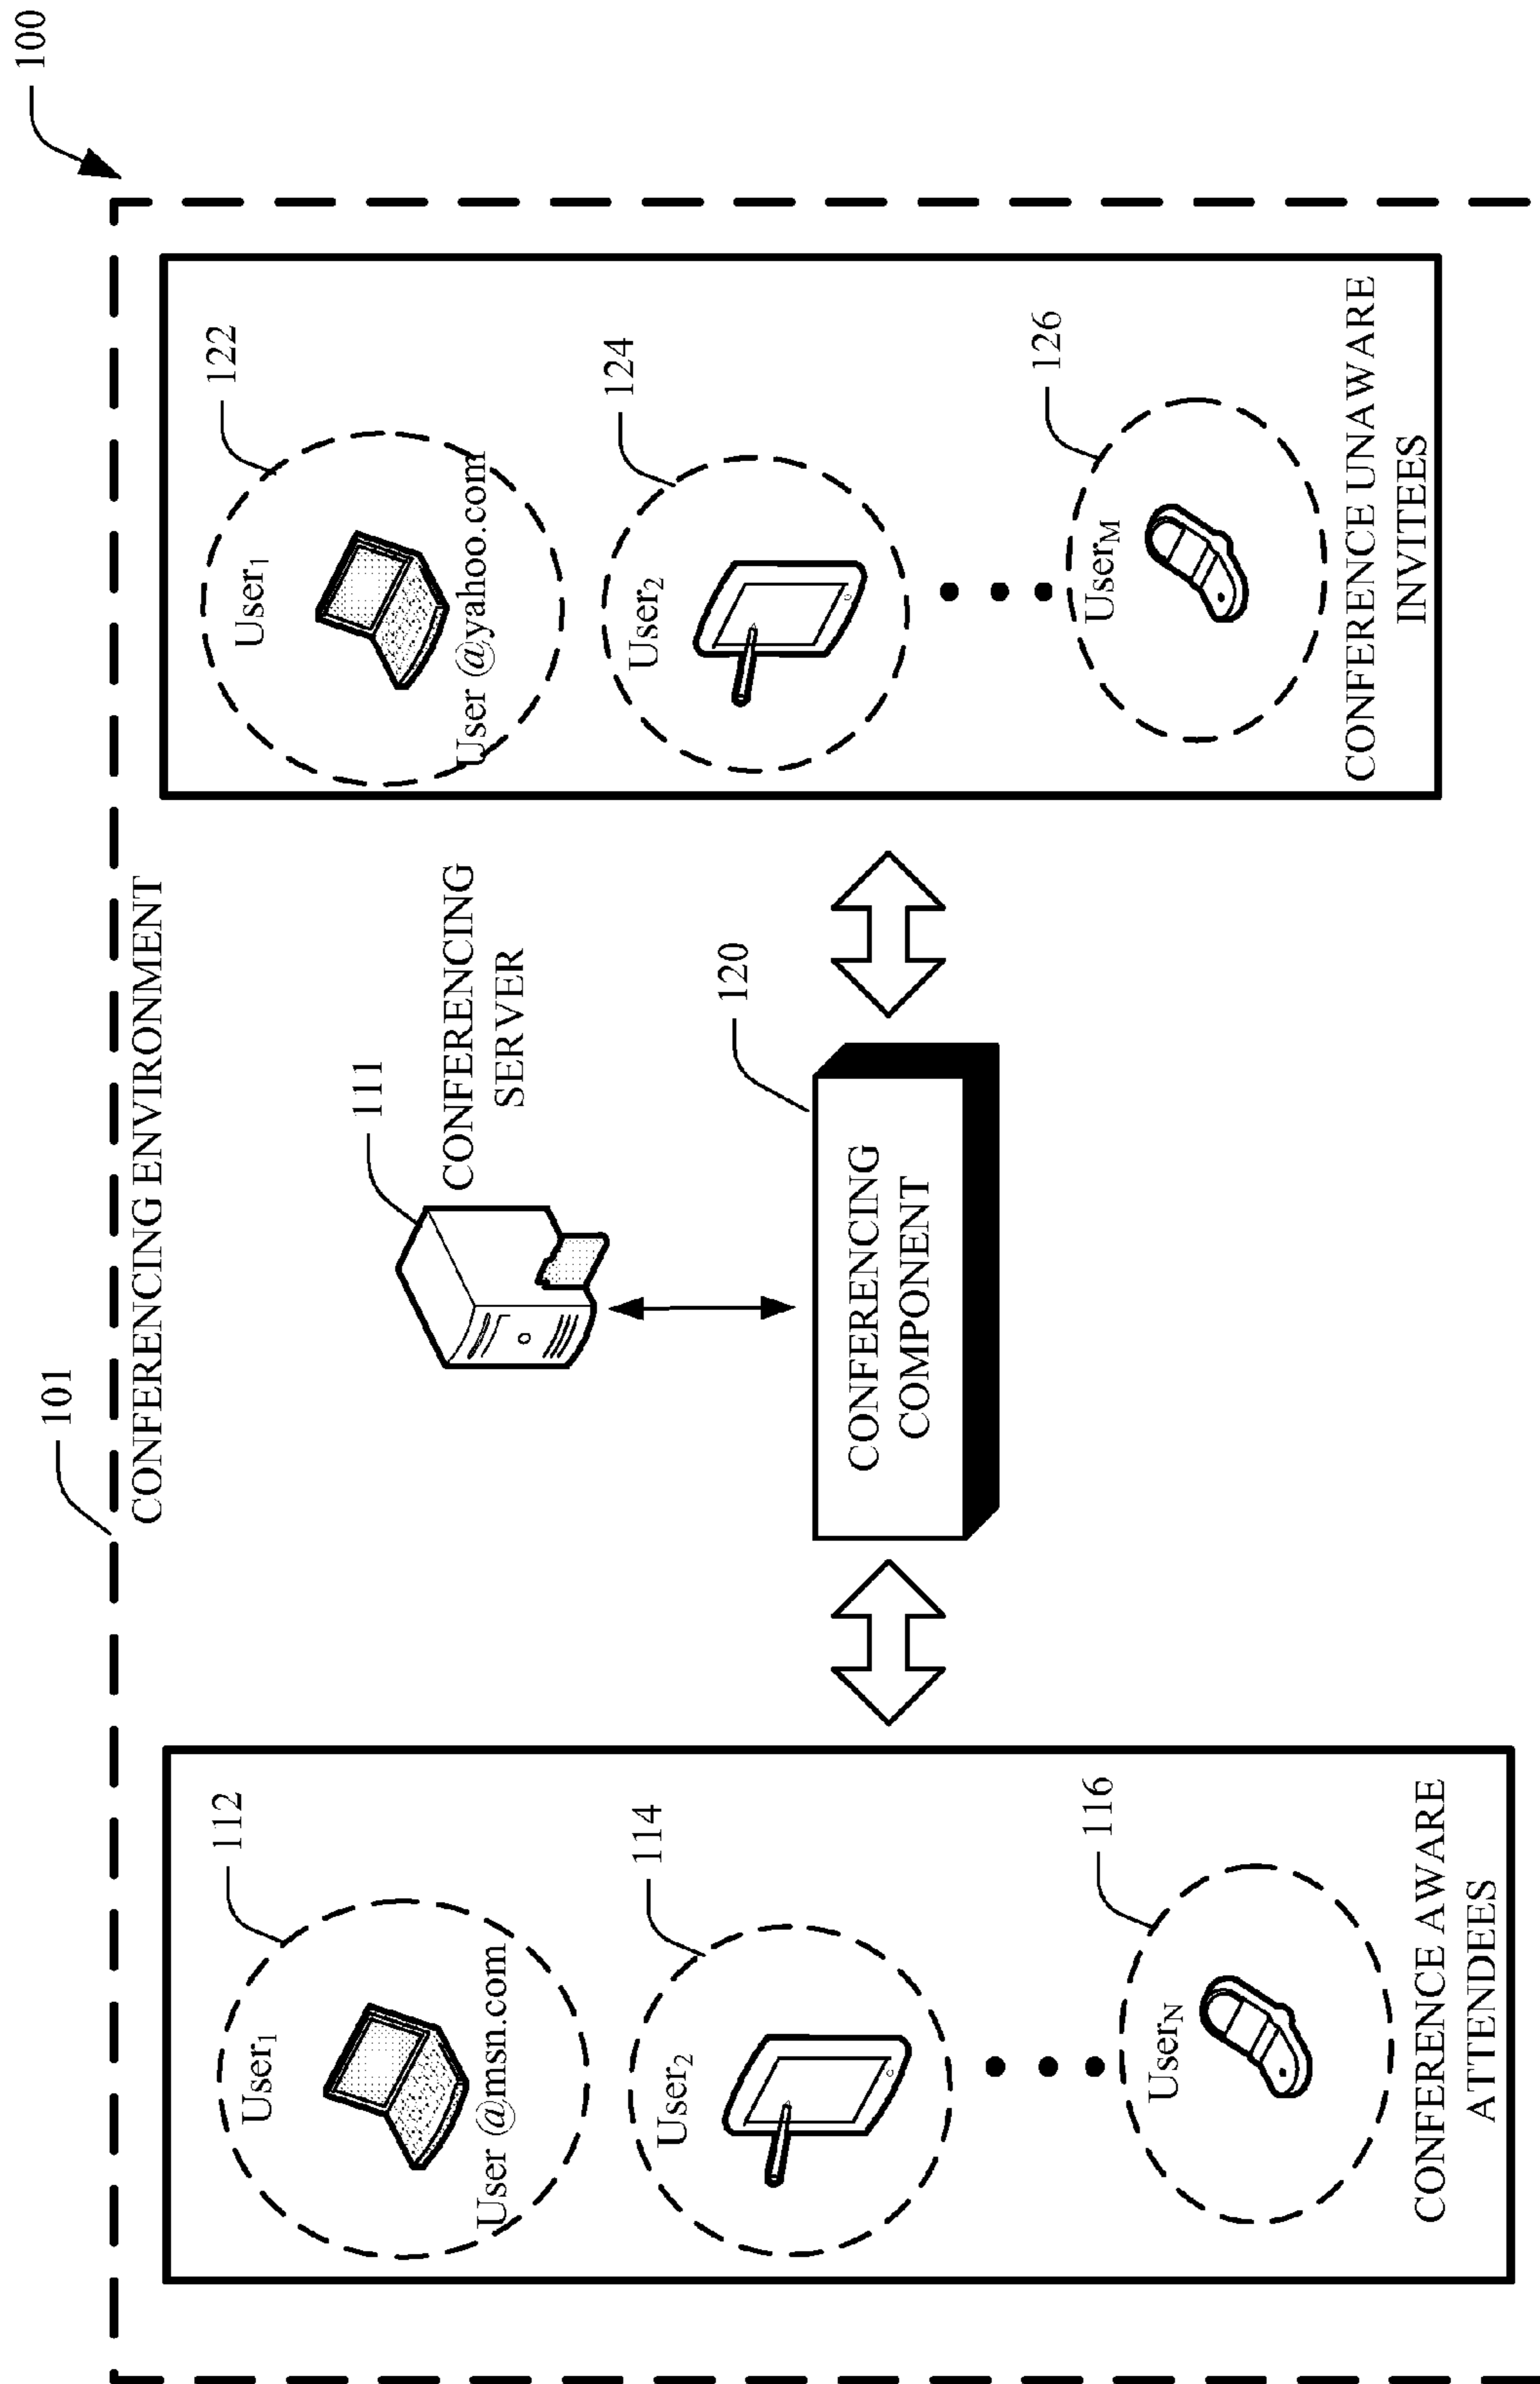 100
101
CONFERENCING ENVIRONMENT
112
User1
User @msn.com
114
User2
116
UserN
CONFERENCE AWARE
ATTENDEES
111
CONFERENCING
SERVER
120
CONFERENCING
COMPONENT
122
User1
User @yahoo.com
124
User2
126
UserM
CONFERENCE UNAWARE
INVITEES